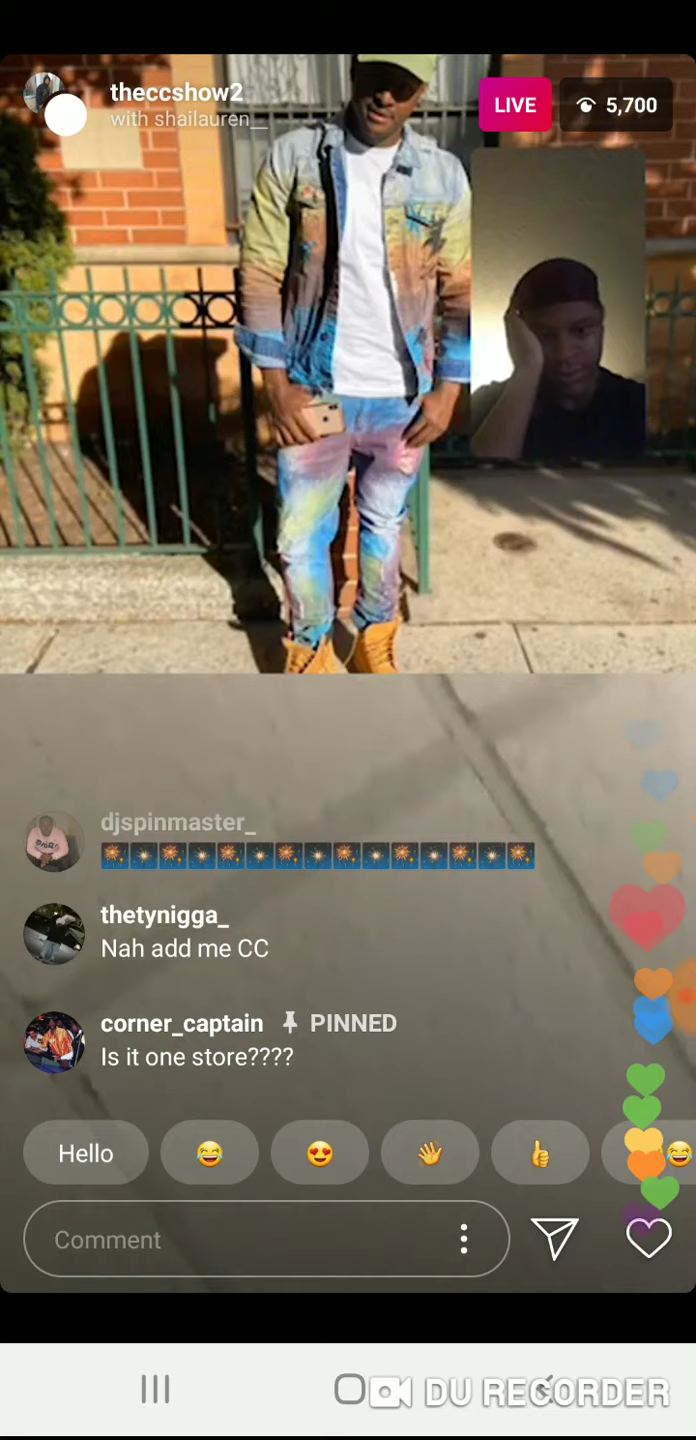 theccshow2
LIVE
5,700
with shailauren__
djspinmaster_
🎆🎇🎆🎇🎆🎇🎆🎇🎆🎇🎆🎇🎆🎇🎆
thetynigga_
Nah add me CC
corner_captain PINNED
Is it one store????
Hello 😂 😍 👋 👍 😂
Comment
DU RECORDER